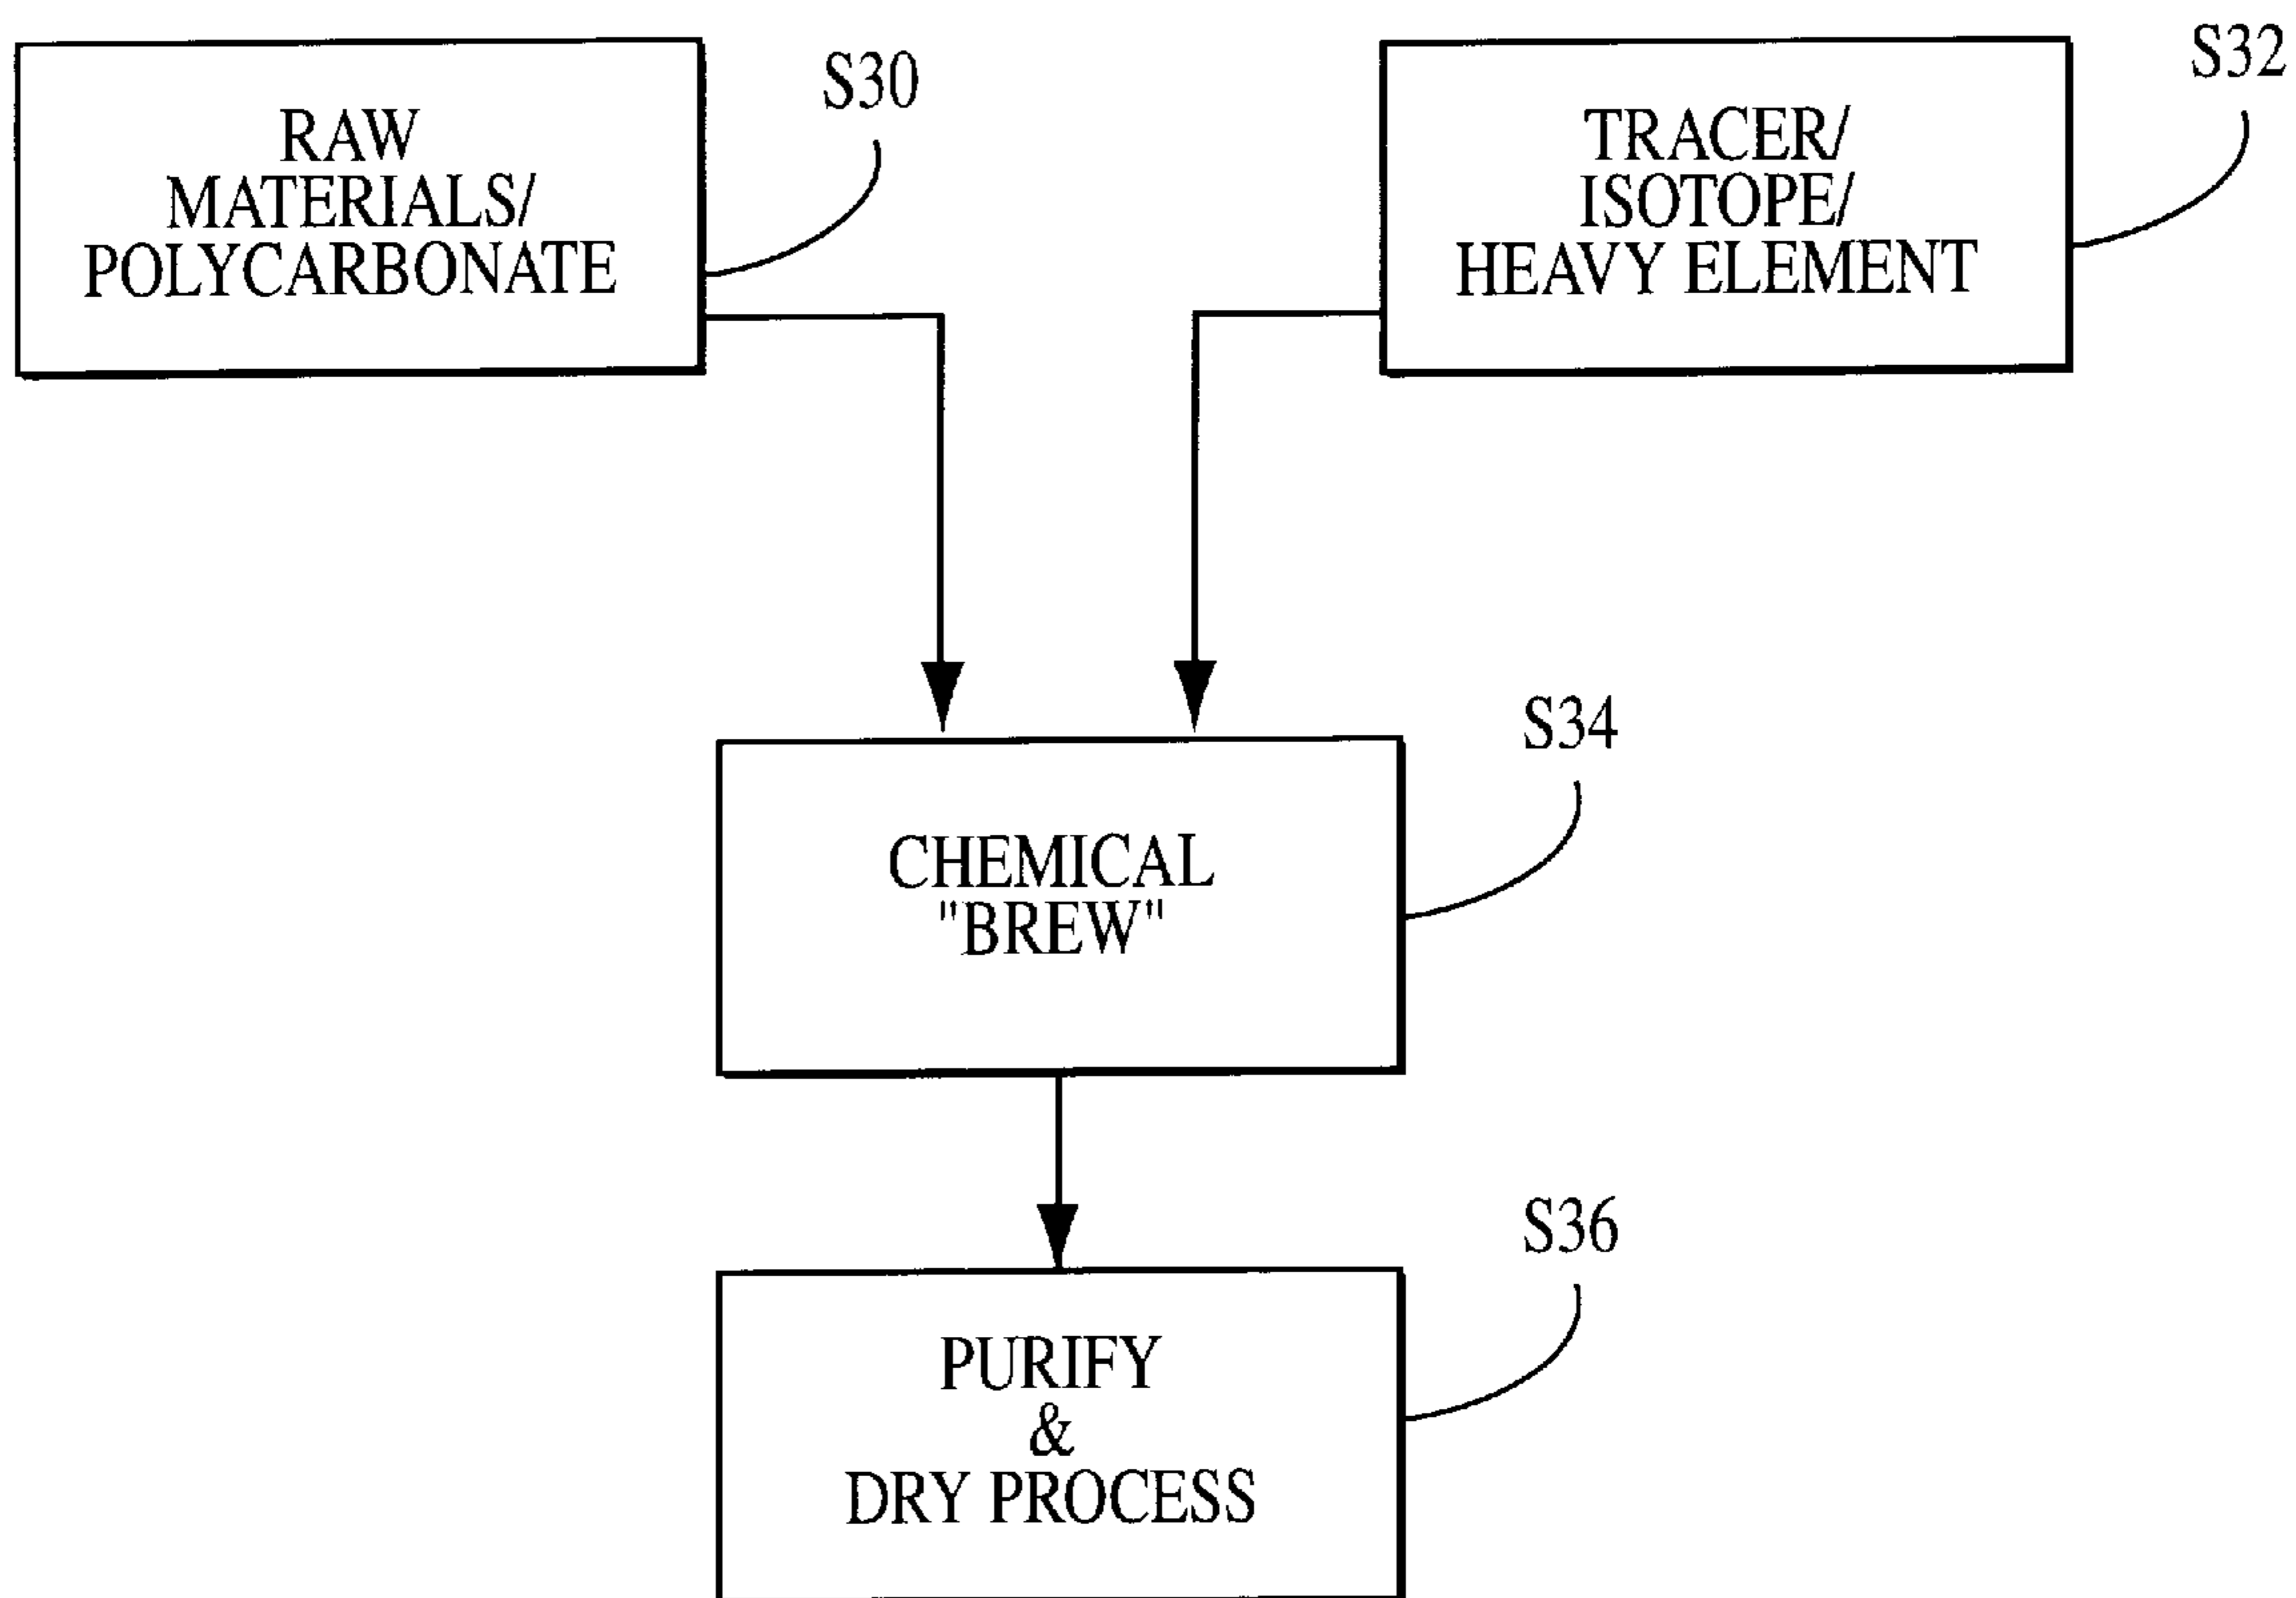 RAW
MATERIALS/
POLYCARBONATE
S30
TRACER/
ISOTOPE/
HEAVY ELEMENT
S32
CHEMICAL
"BREW"
S34
PURIFY
&
DRY PROCESS
S36